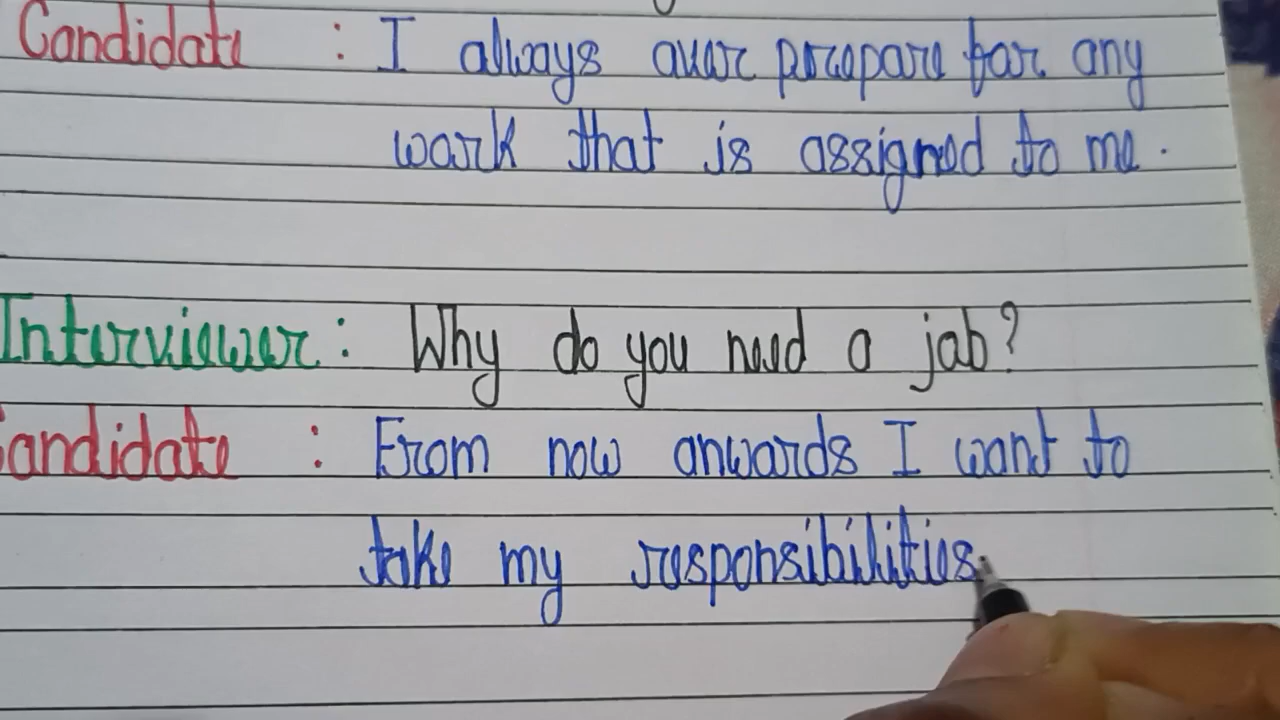 Candidate : I always over prepare for any
work that is assigned to me.
Interviewer : Why do you need a job?
Candidate : From now onwards I want to
take my responsibilities.